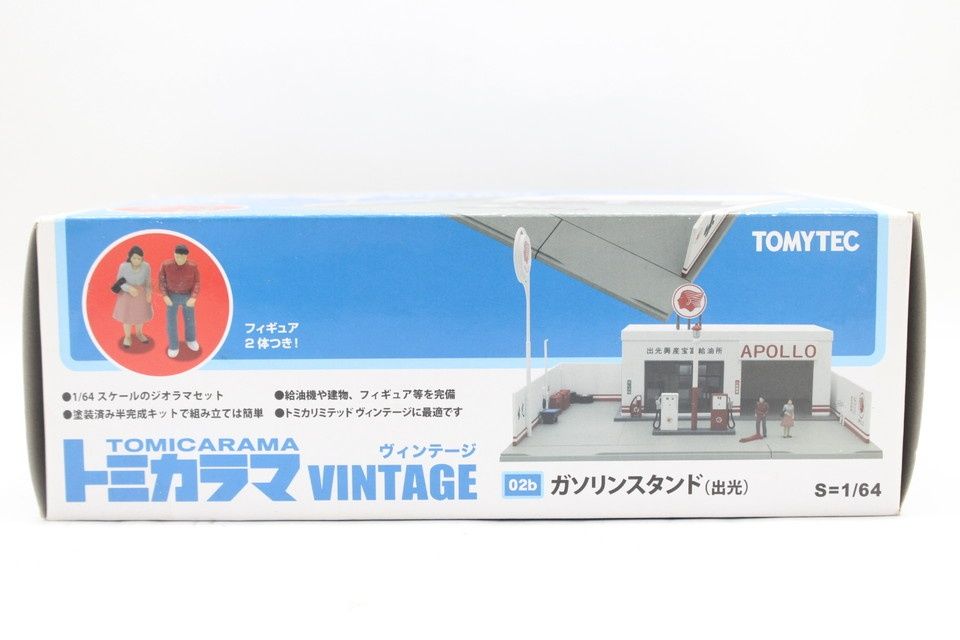 TOMYTEC
フィギュア
2体つき!
出光興産宝富給油所
APOLLO
●1/64 スケールのジオラマセット
●給油機や建物、フィギュア等を完備
●塗装済み半完成キットで組み立ては簡単
●トミカリミテッド ヴィンテージに最適です
TOMICARAMA
トミカラマ
ヴィンテージ
VINTAGE
02b ガソリンスタンド(出光)
S=1/64